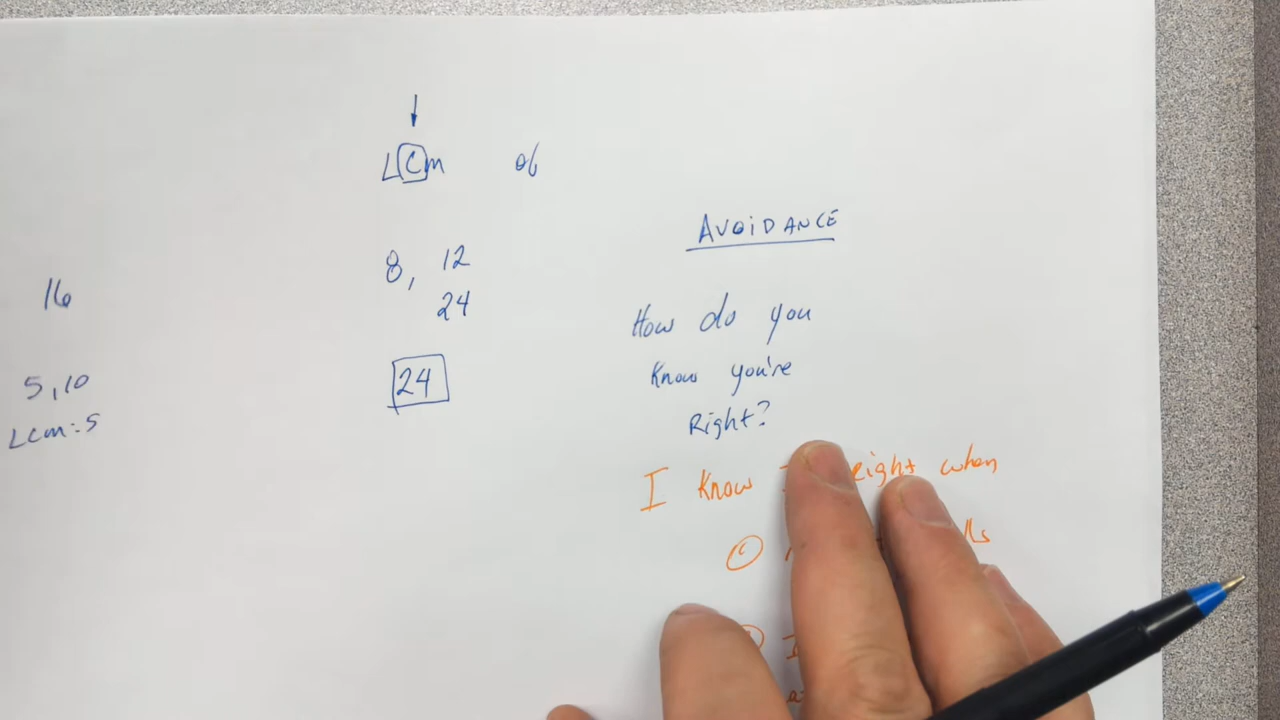 16
5,10
Lcm:5
LCm of
8, 12
24
24
AVOIDANCE
How do you
Know you're
Right?
I Know right when